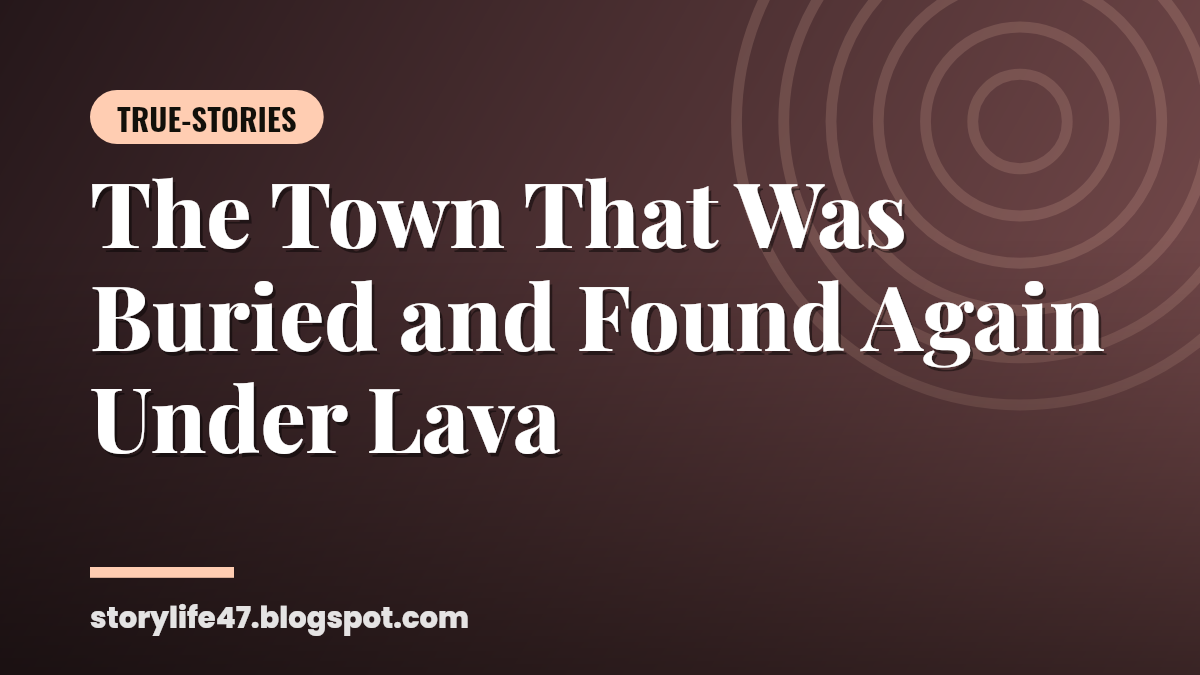 TRUE-STORIES
The Town That Was
Buried and Found Again
Under Lava
storylife47.blogspot.com